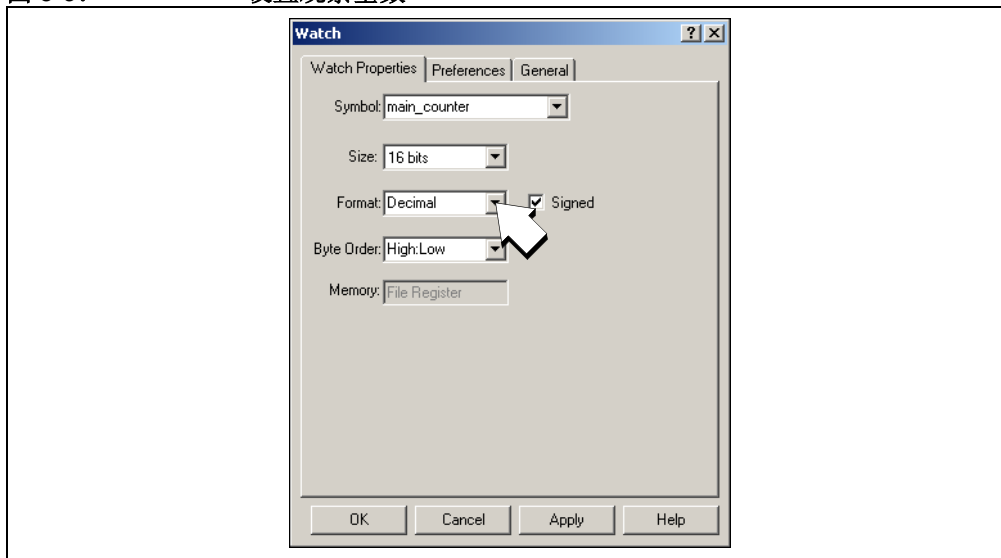 Watch
Watch Properties Preferences General
Symbol: main_counter
Size: 16 bits
Format: Decimal Signed
Byte Order: High:Low
Memory: File Register
OK Cancel Apply Help